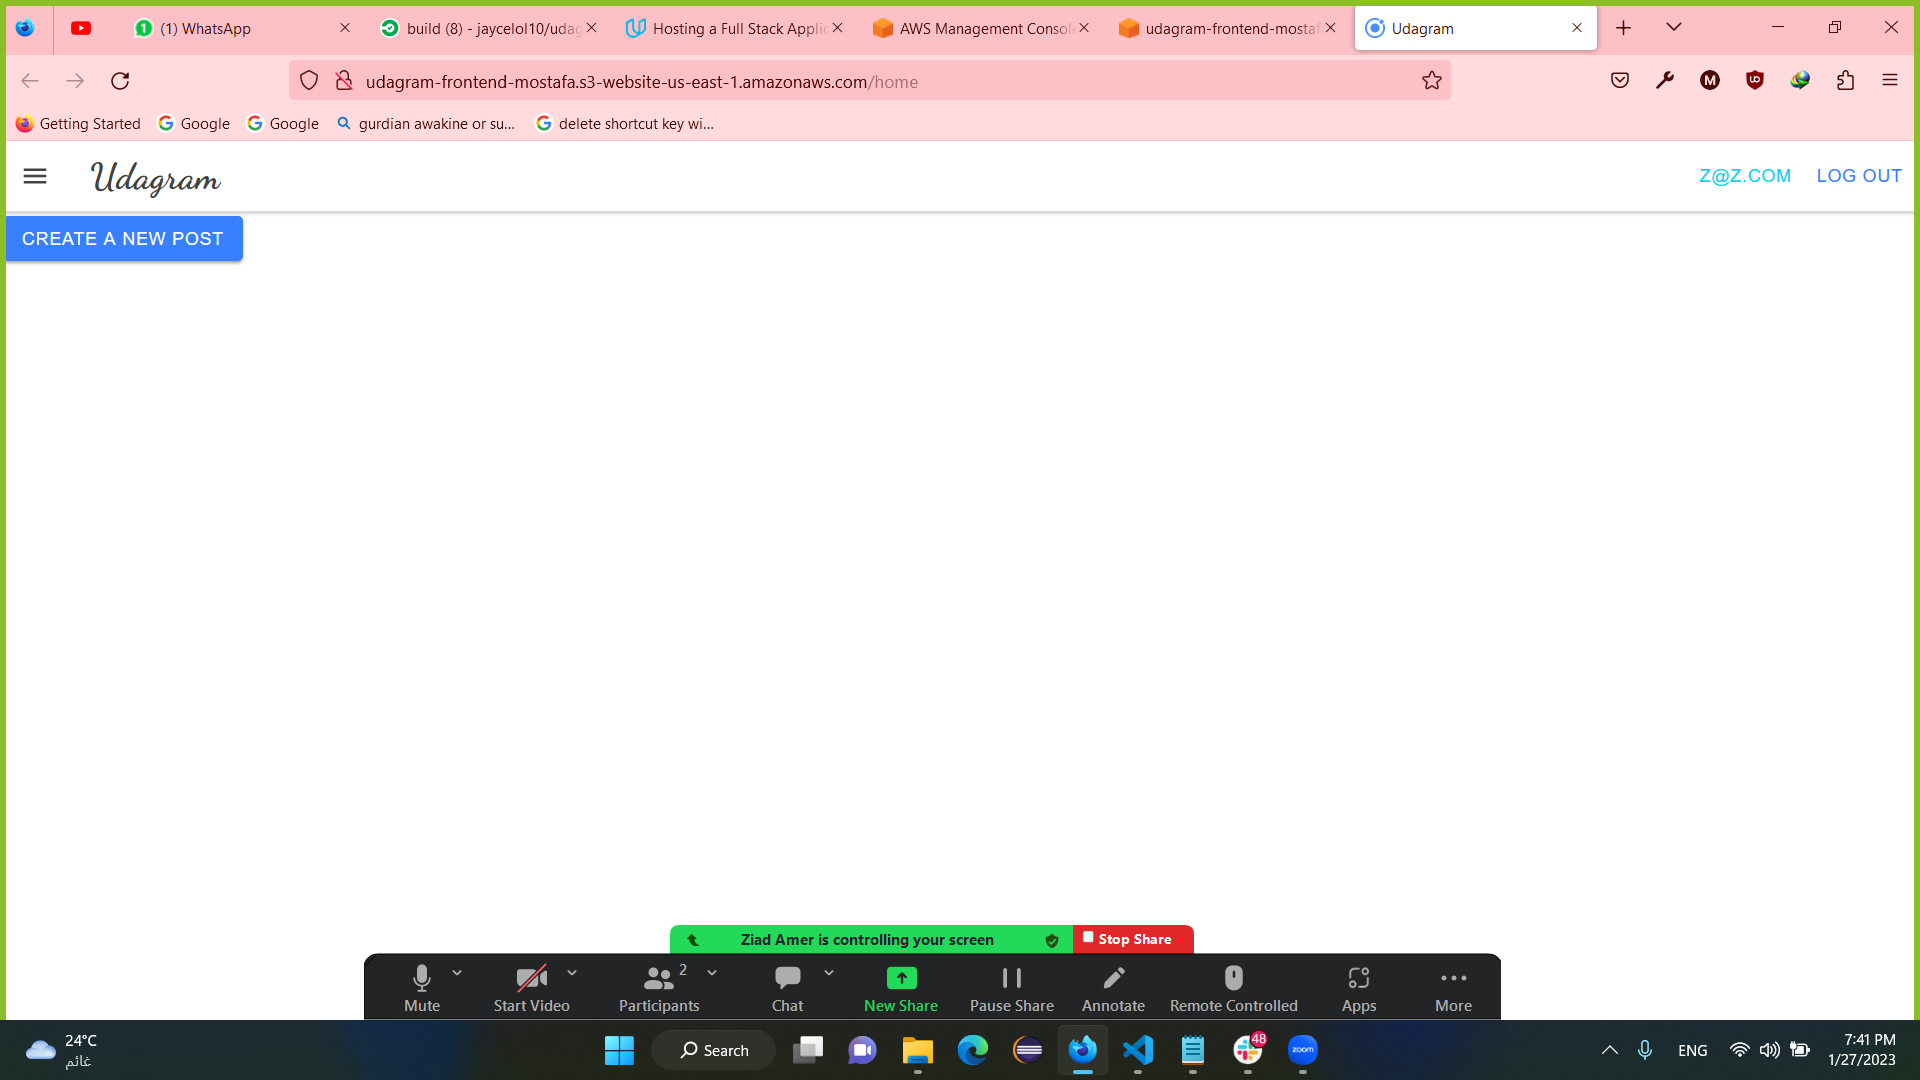 (1) WhatsApp
build (8) - jaycelol10/udag
Hosting a Full Stack Applic
AWS Management Console
udagram-frontend-mostaf
Udagram
udagram-frontend-mostafa.s3-website-us-east-1.amazonaws.com/home
Getting Started
Google
Google
gurdian awakine or su...
delete shortcut key wi...
Udagram
Z@Z.COM
LOG OUT
CREATE A NEW POST
Ziad Amer is controlling your screen
Stop Share
Mute
Start Video
2
Participants
Chat
New Share
Pause Share
Annotate
Remote Controlled
Apps
More
24°C
غائم
Search
48
zoom
ENG
7:41 PM
1/27/2023